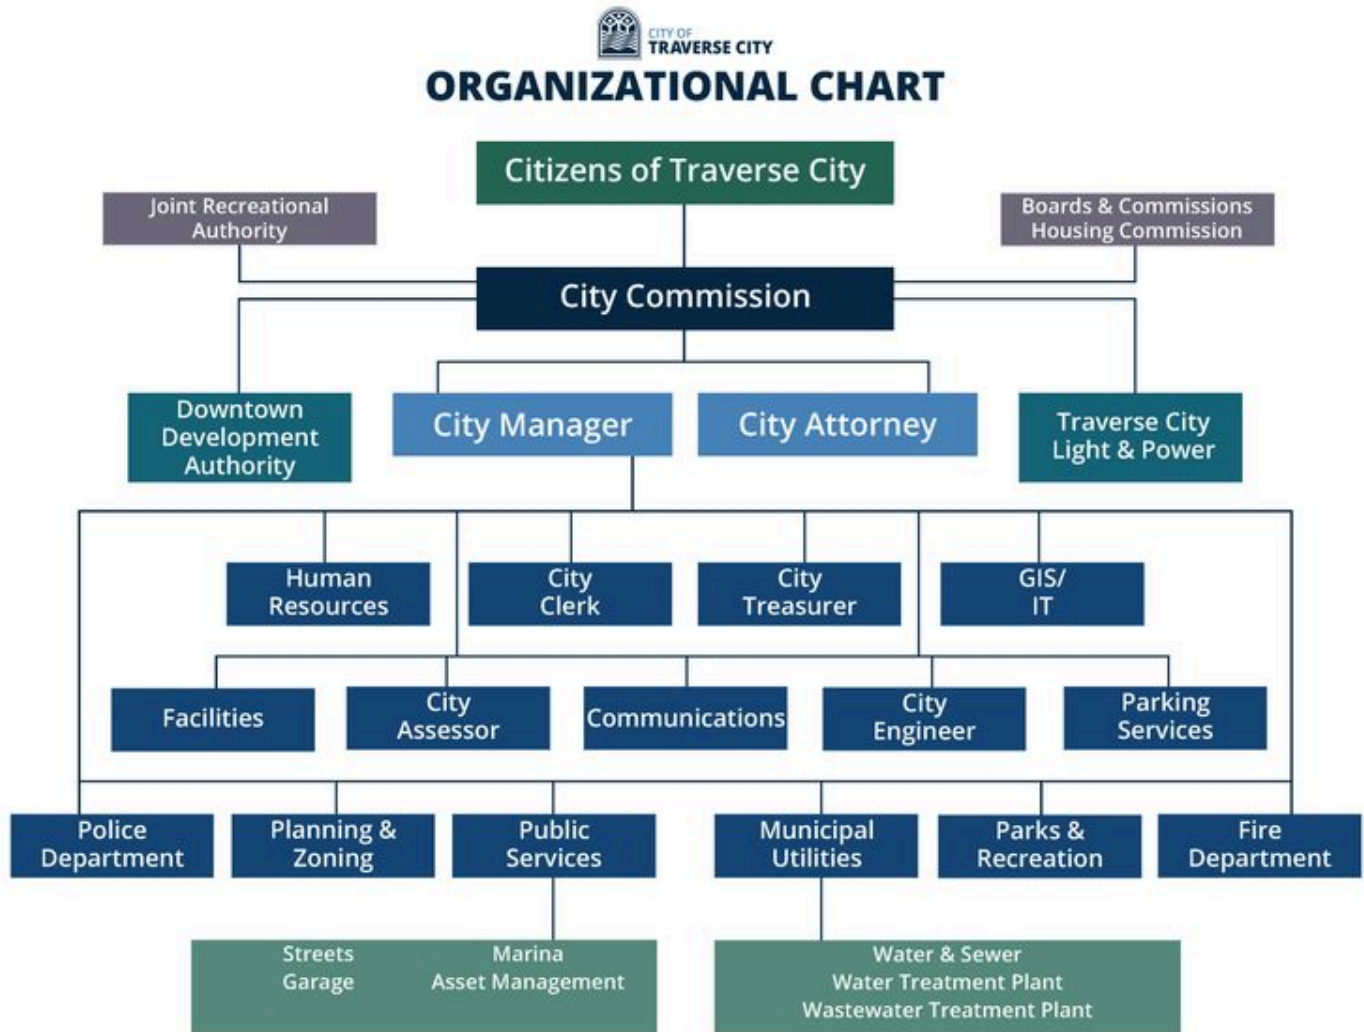 CITY OF
TRAVERSE CITY
ORGANIZATIONAL CHART
Citizens of Traverse City
Joint Recreational
Authority
Boards & Commissions
Housing Commission
City Commission
Downtown
Development
Authority
City Manager
City Attorney
Traverse City
Light & Power
Human
Resources
City
Clerk
City
Treasurer
GIS/
IT
Facilities
City
Assessor
Communications
City
Engineer
Parking
Services
Police
Department
Planning &
Zoning
Public
Services
Municipal
Utilities
Parks &
Recreation
Fire
Department
Streets
Garage
Marina
Asset Management
Water & Sewer
Water Treatment Plant
Wastewater Treatment Plant